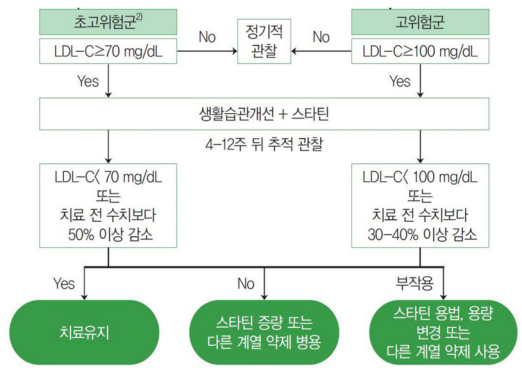 초고위험군2)
고위험군
LDL-C≥70 mg/dL
No
정기적
관찰
No
LDL-C≥100 mg/dL
Yes
Yes
생활습관개선 + 스타틴
4-12주 뒤 추적 관찰
LDL-C< 70 mg/dL
또는
치료 전 수치보다
50% 이상 감소
LDL-C< 100 mg/dL
또는
치료 전 수치보다
30-40% 이상 감소
Yes
No
부작용
치료유지
스타틴 증량 또는
다른 계열 약제 병용
스타틴 용법, 용량
변경 또는
다른 계열 약제 사용